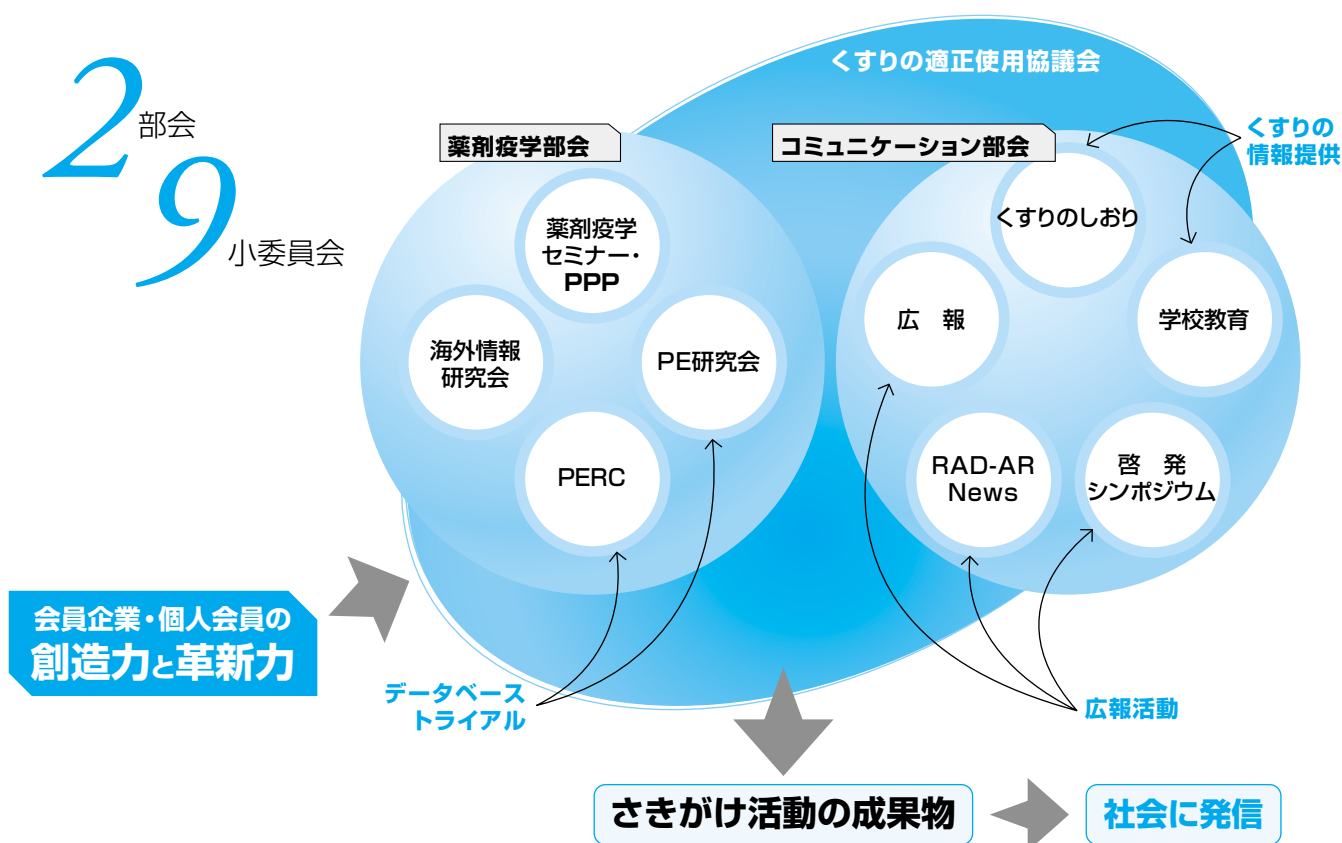 2部会
9小委員会
くすりの適正使用協議会
薬剤疫学部会
薬剤疫学
セミナー・
PPP
海外情報
研究会
PE研究会
PERC
コミュニケーション部会
くすりのしおり
広 報
学校教育
RAD-AR
News
啓 発
シンポジウム
くすりの
情報提供
会員企業・個人会員の
創造力と革新力
データベース
トライアル
広報活動
さきがけ活動の成果物
社会に発信